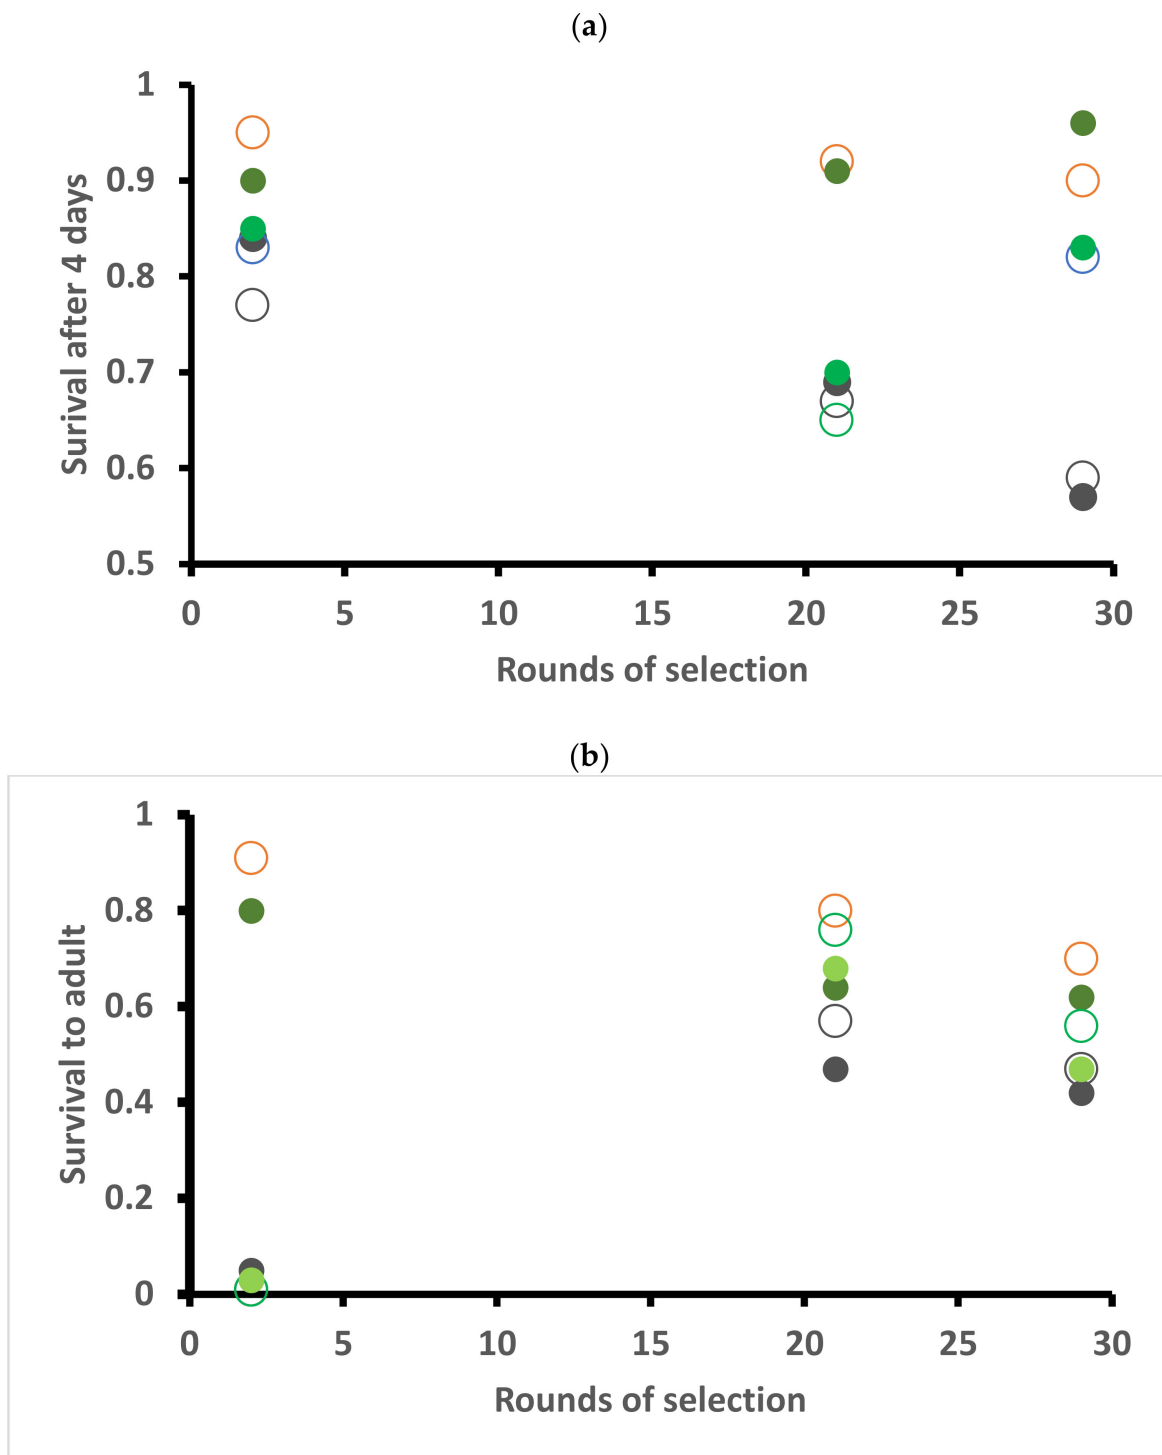 (a)
1
0.9
0.8
0.7
0.6
0.5
Surival after 4 days
0 5 10 15 20 25 30
Rounds of selection
(b)
1
0.8
0.6
0.4
0.2
0
Survival to adult
0 5 10 15 20 25 30
Rounds of selection